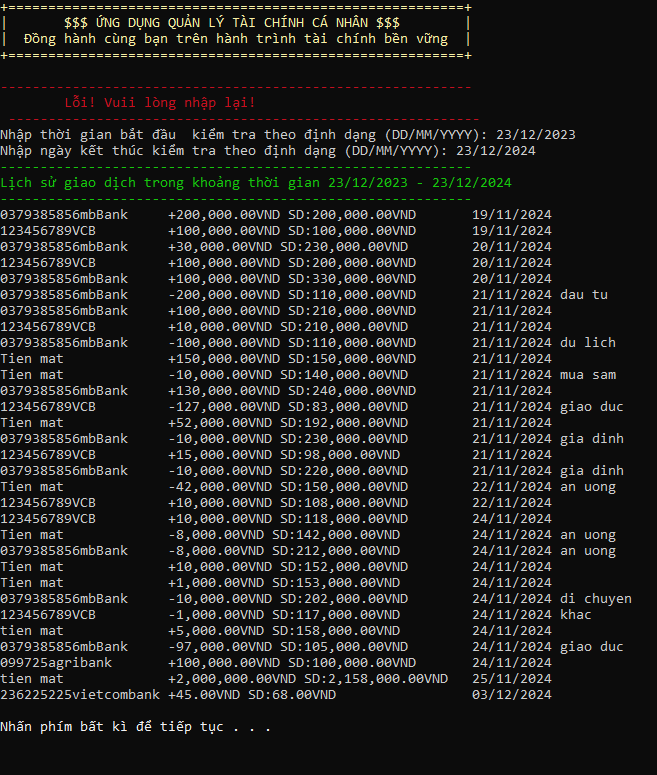 +=========================================================+
|       $$$ ỨNG DỤNG QUẢN LÝ TÀI CHÍNH CÁ NHÂN $$$        |
|  Đồng hành cùng bạn trên hành trình tài chính bền vững  |
+=========================================================+
-----------------------------------------------------------
        Lỗi! Vuii lòng nhập lại!
-----------------------------------------------------------
Nhập thời gian bắt đầu  kiểm tra theo định dạng (DD/MM/YYYY): 23/12/2023
Nhập ngày kết thúc kiểm tra theo định dạng (DD/MM/YYYY): 23/12/2024
-----------------------------------------------------------
Lịch sử giao dịch trong khoảng thời gian 23/12/2023 - 23/12/2024
-----------------------------------------------------------
0379385856mbBank     +200,000.00VND SD:200,000.00VND       19/11/2024
123456789VCB         +100,000.00VND SD:100,000.00VND       19/11/2024
0379385856mbBank     +30,000.00VND SD:230,000.00VND        20/11/2024
123456789VCB         +100,000.00VND SD:200,000.00VND       20/11/2024
0379385856mbBank     +100,000.00VND SD:330,000.00VND       20/11/2024
0379385856mbBank     -200,000.00VND SD:110,000.00VND       21/11/2024 dau tu
0379385856mbBank     +100,000.00VND SD:210,000.00VND       21/11/2024
123456789VCB         +10,000.00VND SD:210,000.00VND        21/11/2024
0379385856mbBank     -100,000.00VND SD:110,000.00VND       21/11/2024 du lich
Tien mat             +150,000.00VND SD:150,000.00VND       21/11/2024
Tien mat             -10,000.00VND SD:140,000.00VND        21/11/2024 mua sam
0379385856mbBank     +130,000.00VND SD:240,000.00VND       21/11/2024
123456789VCB         -127,000.00VND SD:83,000.00VND        21/11/2024 giao duc
Tien mat             +52,000.00VND SD:192,000.00VND        21/11/2024
0379385856mbBank     -10,000.00VND SD:230,000.00VND        21/11/2024 gia dinh
123456789VCB         +15,000.00VND SD:98,000.00VND         21/11/2024
0379385856mbBank     -10,000.00VND SD:220,000.00VND        21/11/2024 gia dinh
Tien mat             -42,000.00VND SD:150,000.00VND        22/11/2024 an uong
123456789VCB         +10,000.00VND SD:108,000.00VND        22/11/2024
123456789VCB         +10,000.00VND SD:118,000.00VND        24/11/2024
Tien mat             -8,000.00VND SD:142,000.00VND         24/11/2024 an uong
0379385856mbBank     -8,000.00VND SD:212,000.00VND         24/11/2024 an uong
Tien mat             +10,000.00VND SD:152,000.00VND        24/11/2024
Tien mat             +1,000.00VND SD:153,000.00VND         24/11/2024
0379385856mbBank     -10,000.00VND SD:202,000.00VND        24/11/2024 di chuyen
123456789VCB         -1,000.00VND SD:117,000.00VND         24/11/2024 khac
tien mat             +5,000.00VND SD:158,000.00VND         24/11/2024
0379385856mbBank     -97,000.00VND SD:105,000.00VND        24/11/2024 giao duc
099725agribank       +100,000.00VND SD:100,000.00VND       24/11/2024
tien mat             +2,000,000.00VND SD:2,158,000.00VND   25/11/2024
236225225vietcombank +45.00VND SD:68.00VND                 03/12/2024
Nhấn phím bất kì để tiếp tục . . .